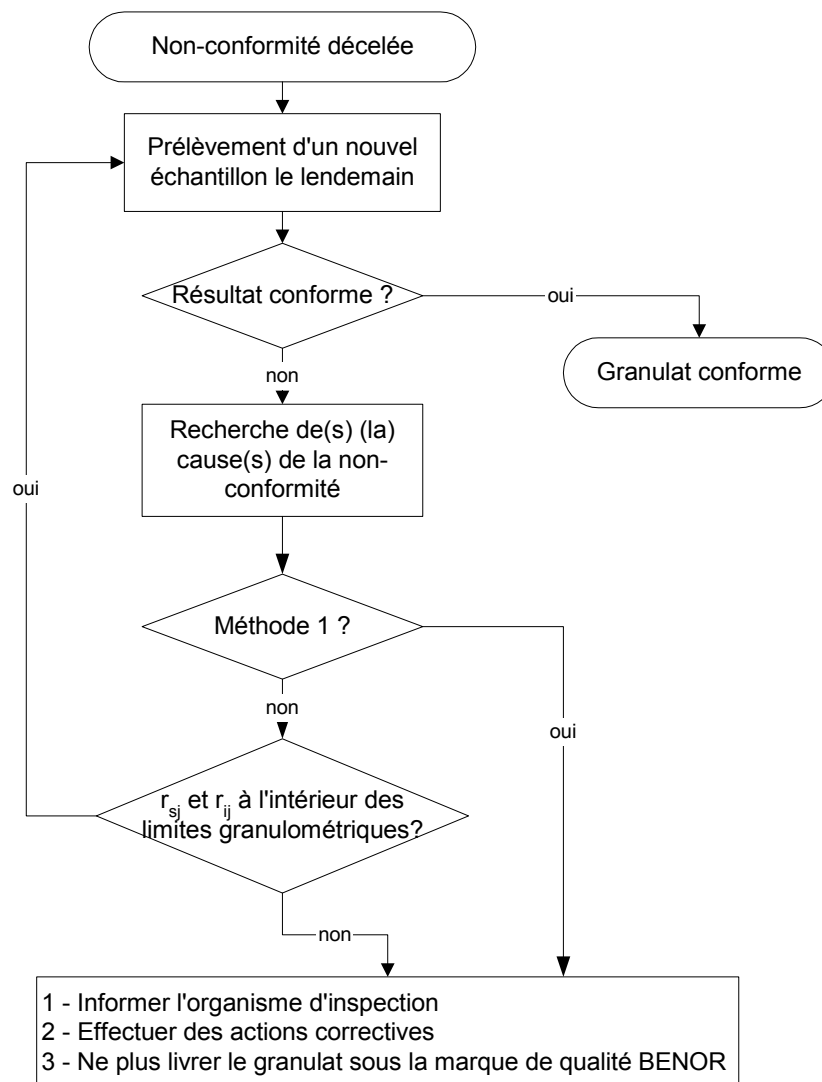 Non-conformité décelée
Prélèvement d'un nouvel
échantillon le lendemain
Résultat conforme ?
oui
Granulat conforme
non
Recherche de(s) (la)
cause(s) de la non-
conformité
oui
Méthode 1 ?
non
oui
r_sj et r_ij à l'intérieur des
limites granulométriques?
non
1 - Informer l'organisme d'inspection
2 - Effectuer des actions correctives
3 - Ne plus livrer le granulat sous la marque de qualité BENOR